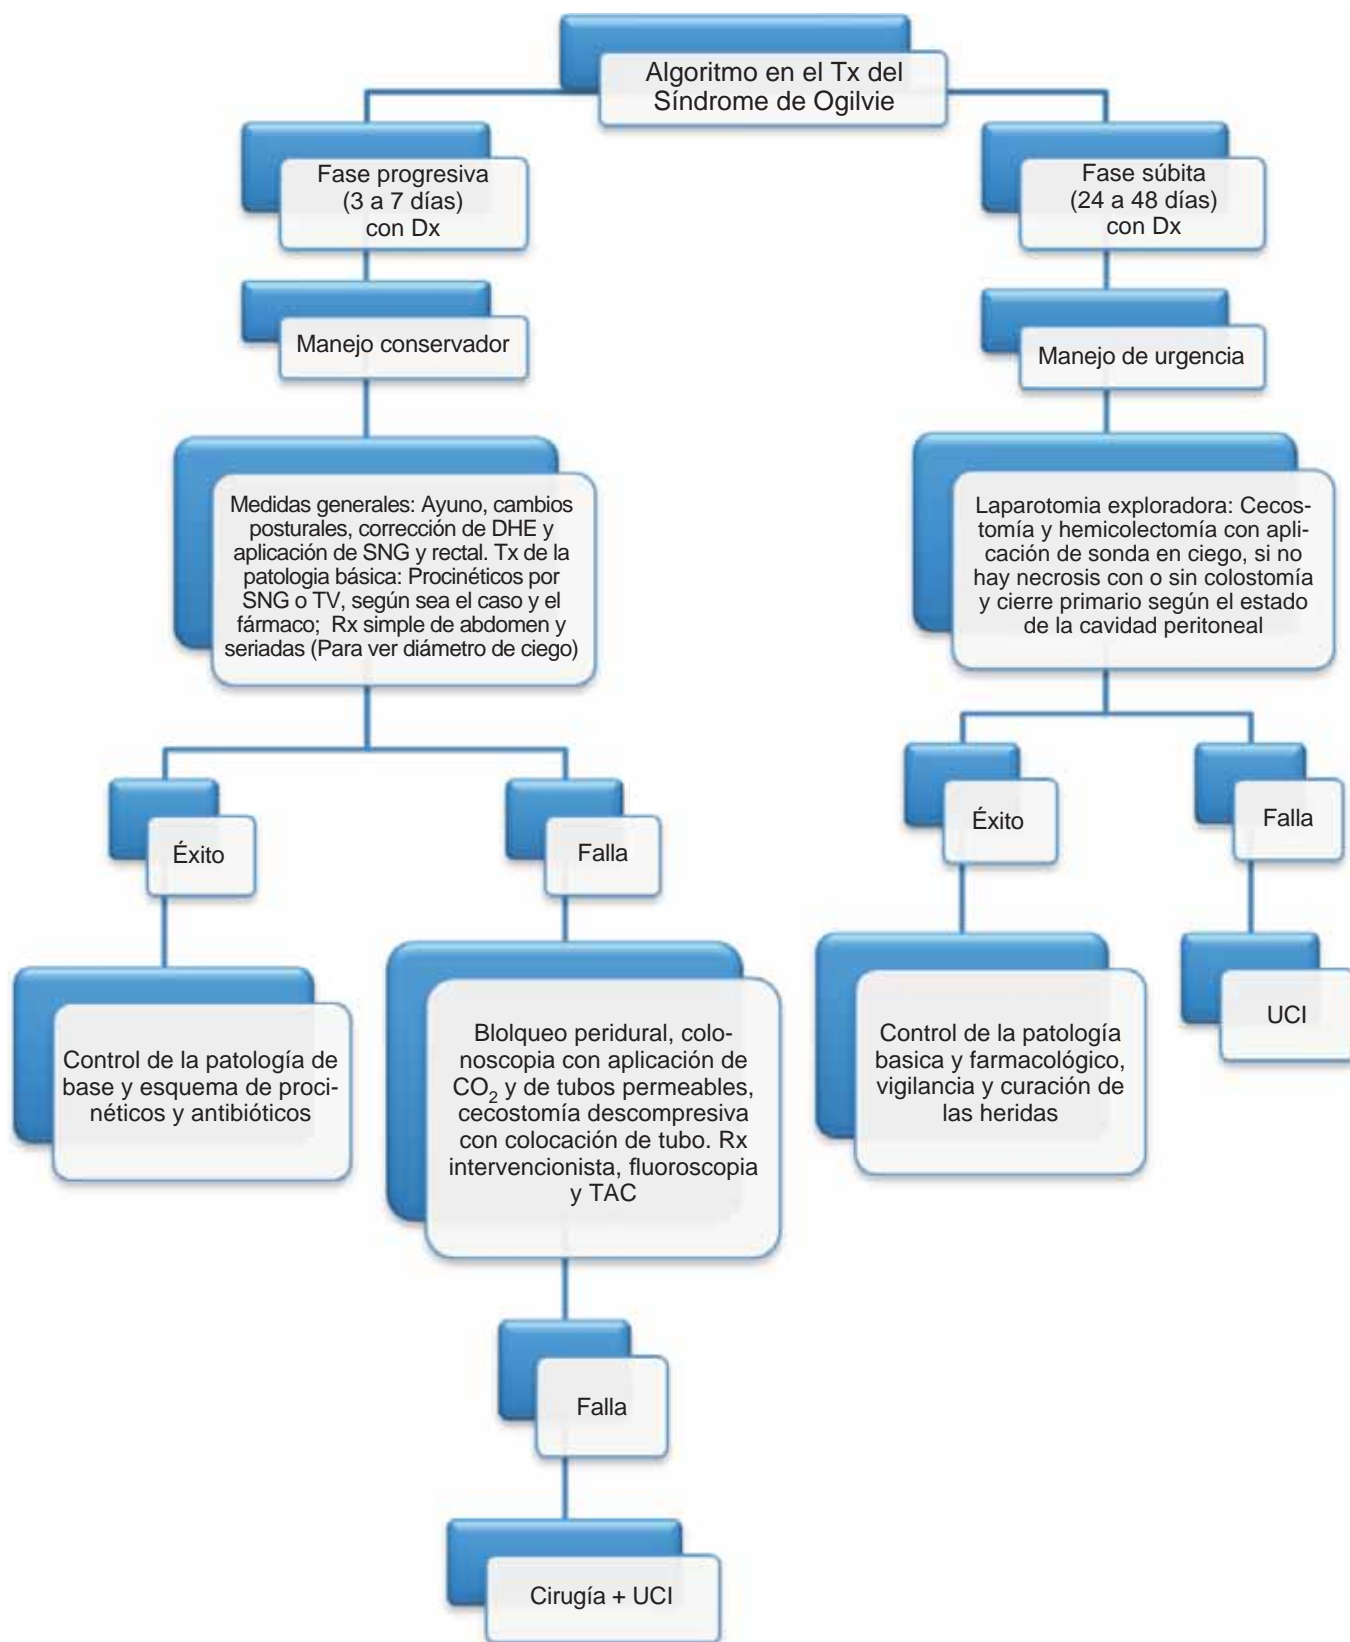 Algoritmo en el Tx del
Síndrome de Ogilvie
Fase progresiva
(3 a 7 días)
con Dx
Fase súbita
(24 a 48 días)
con Dx
Manejo conservador
Manejo de urgencia
Medidas generales: Ayuno, cambios
posturales, corrección de DHE y
aplicación de SNG y rectal. Tx de la
patologia básica: Procinéticos por
SNG o TV, según sea el caso y el
fármaco; Rx simple de abdomen y
seriadas (Para ver diámetro de ciego)
Laparotomia exploradora: Cecos-
tomía y hemicolectomía con apli-
cación de sonda en ciego, si no
hay necrosis con o sin colostomía
y cierre primario según el estado
de la cavidad peritoneal
Éxito
Falla
Éxito
Falla
Control de la patología de
base y esquema de proci-
néticos y antibióticos
Blolqueo peridural, colo-
noscopia con aplicación de
CO₂ y de tubos permeables,
cecostomía descompresiva
con colocación de tubo. Rx
intervencionista, fluoroscopia
y TAC
Control de la patología
basica y farmacológico,
vigilancia y curación de
las heridas
UCI
Falla
Cirugía + UCI